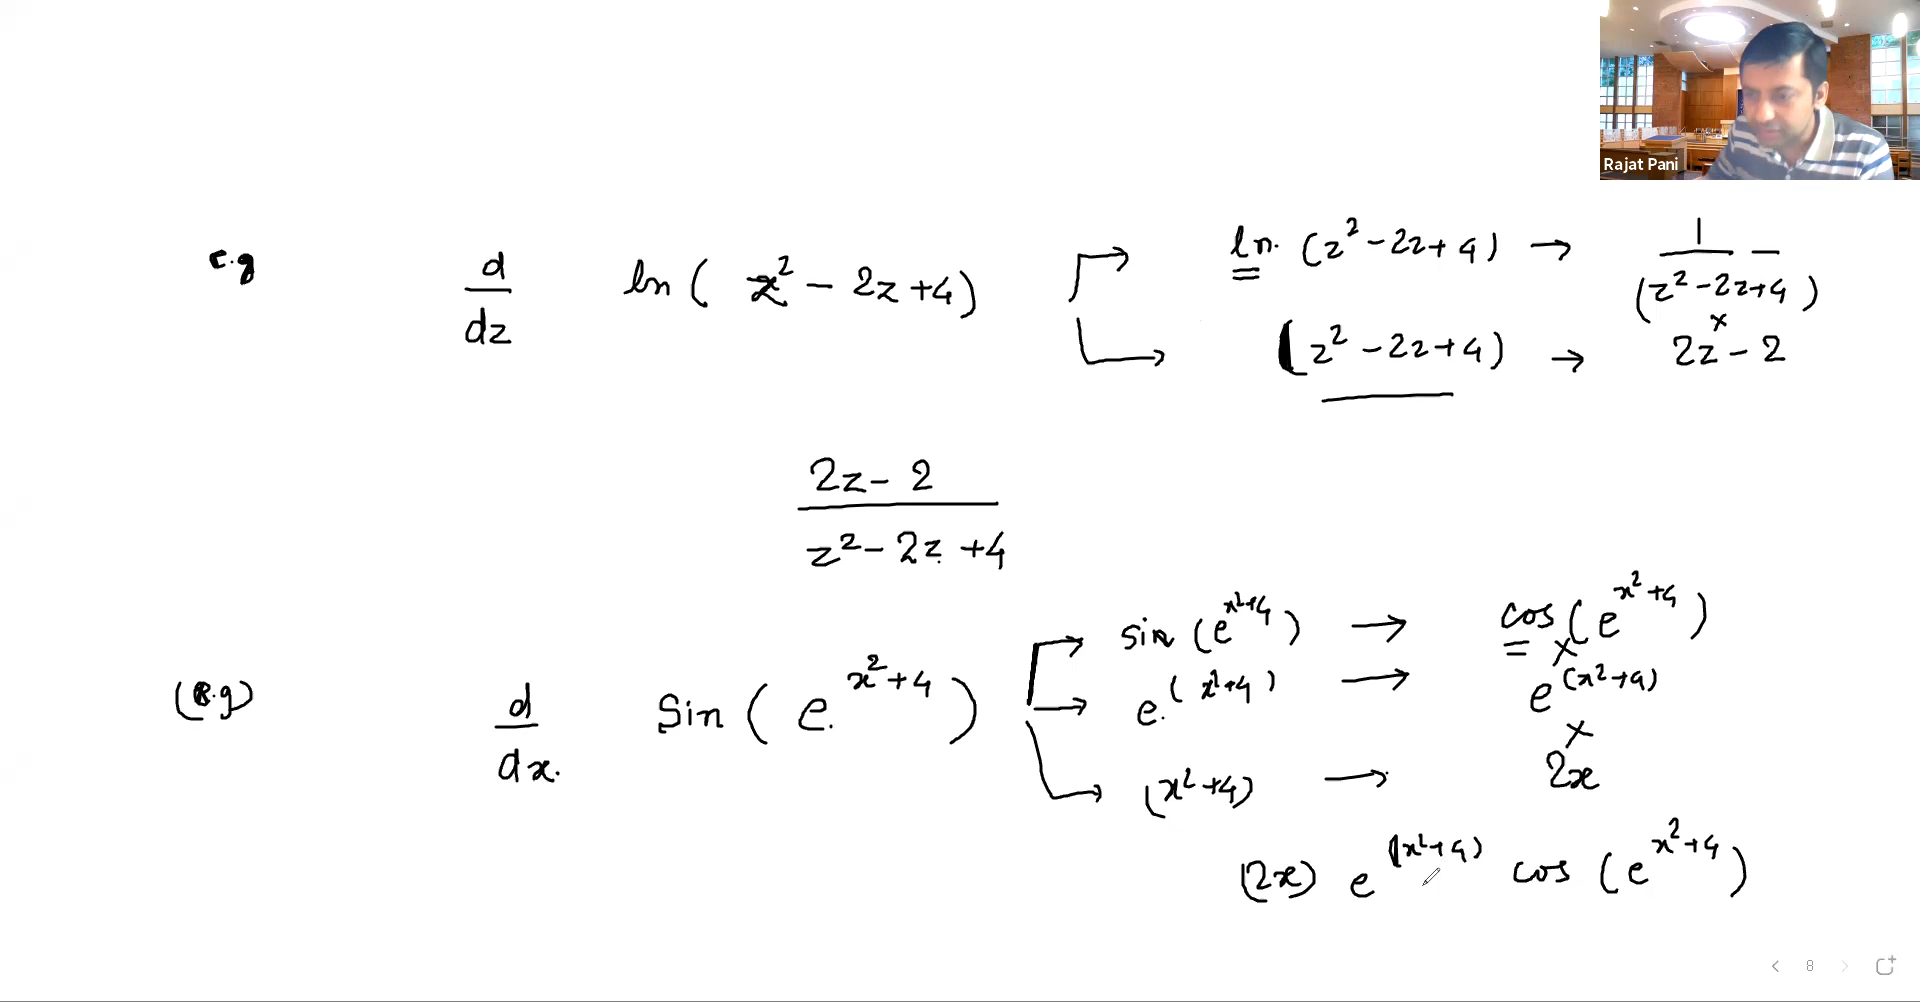 Rajat Pani
e.g d/dz ln( z² - 2z + 4)
ln (z² - 2z + 4) → 1/(z² - 2z + 4)
×
(z² - 2z + 4) → 2z - 2
2z - 2
z² - 2z + 4
(e.g) d/dx sin( e^(x² + 4) )
sin (e^(x²+4)) → cos(e^(x²+4))
×
e^(x²+4) → e^(x²+4)
×
(x²+4) → 2x
(2x) e^(x²+4) cos (e^(x²+4))
8